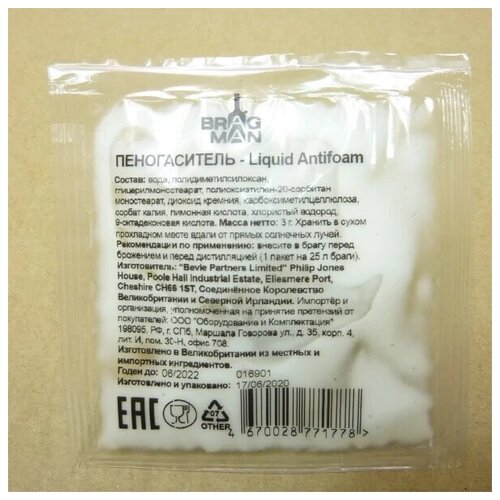 BRAG
MAN
ПЕНОГАСИТЕЛЬ - Liquid Antifoam
Состав: вода, полидиметилсилоксан,
глицерилмоностеарат, полиоксиэтилен-20-сорбитан
моностеарат, диоксид кремния, карбоксиметилцеллюлоза,
сорбат калия, лимонная кислота, хлористый водород,
9-октадеконовая кислота. Масса нетто: 3 г. Хранить в сухом
прохладном месте вдали от прямых солнечных лучей.
Рекомендации по применению: внесите в брагу перед
брожением и перед дистилляцией (1 пакет на 25 л браги).
Изготовитель: "Bevie Partners Limited" Philip Jones
House, Poole Hall Industrial Estate, Ellesmere Port,
Cheshire CH66 1ST, Соединённое Королевство
Великобритании и Северной Ирландии. Импортёр и
организация, уполномоченная на принятие претензий от
покупателей: ООО "Оборудование и Комплектация"
198095, РФ, г. СПб, Маршала Говорова ул., д. 35, корп. 4,
лит. И, пом. 30-Н, офис 708.
Изготовлено в Великобритании из местных и
импортных ингредиентов.
Годен до: 06/2022 016901
Изготовлено и упаковано: 17/06/2020
EAC
07
OTHER
4 670028 771778 >